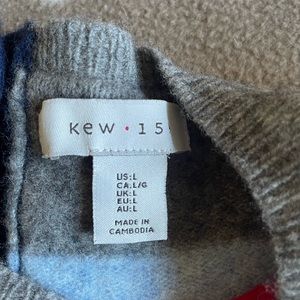 kew · 15
US:L
CA:L/G
UK:L
EU:L
AU:L
MADE IN
CAMBODIA